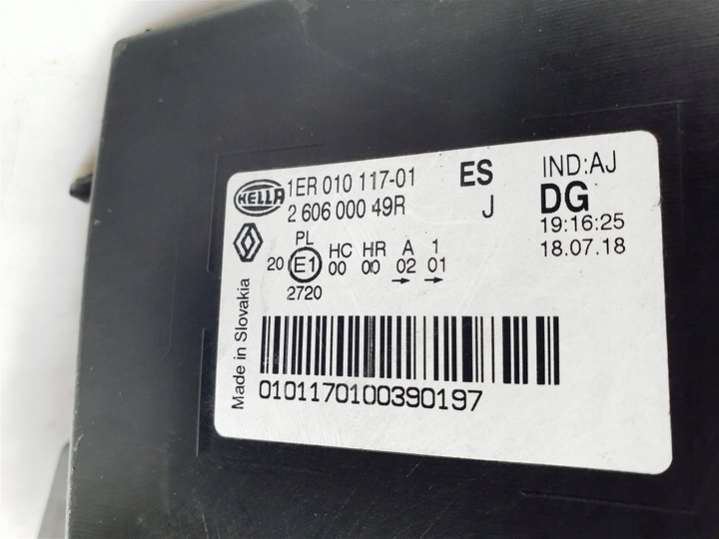 HELLA 1ER 010 117-01 ES IND:AJ
2 606 000 49R J DG
19:16:25
18.07.18
PL HC HR A 1
20 E1 00 00 02 01
2720
Made in Slovakia
0101170100390197